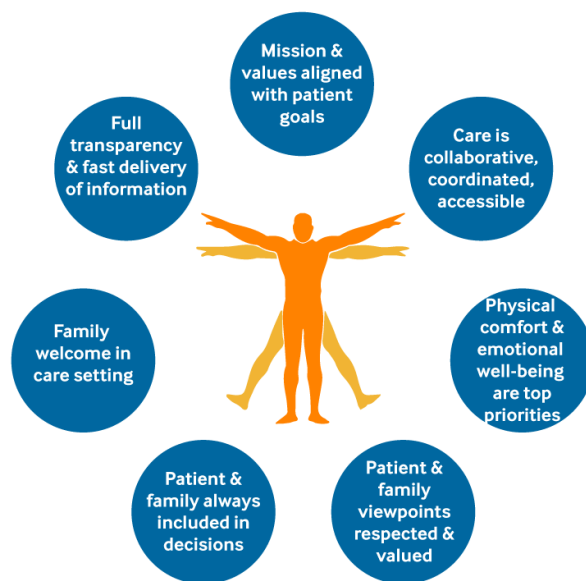 Mission &
values aligned
with patient
goals
Care is
collaborative,
coordinated,
accessible
Physical
comfort &
emotional
well-being
are top
priorities
Patient &
family
viewpoints
respected &
valued
Patient &
family always
included in
decisions
Family
welcome in
care setting
Full
transparency
& fast delivery
of information